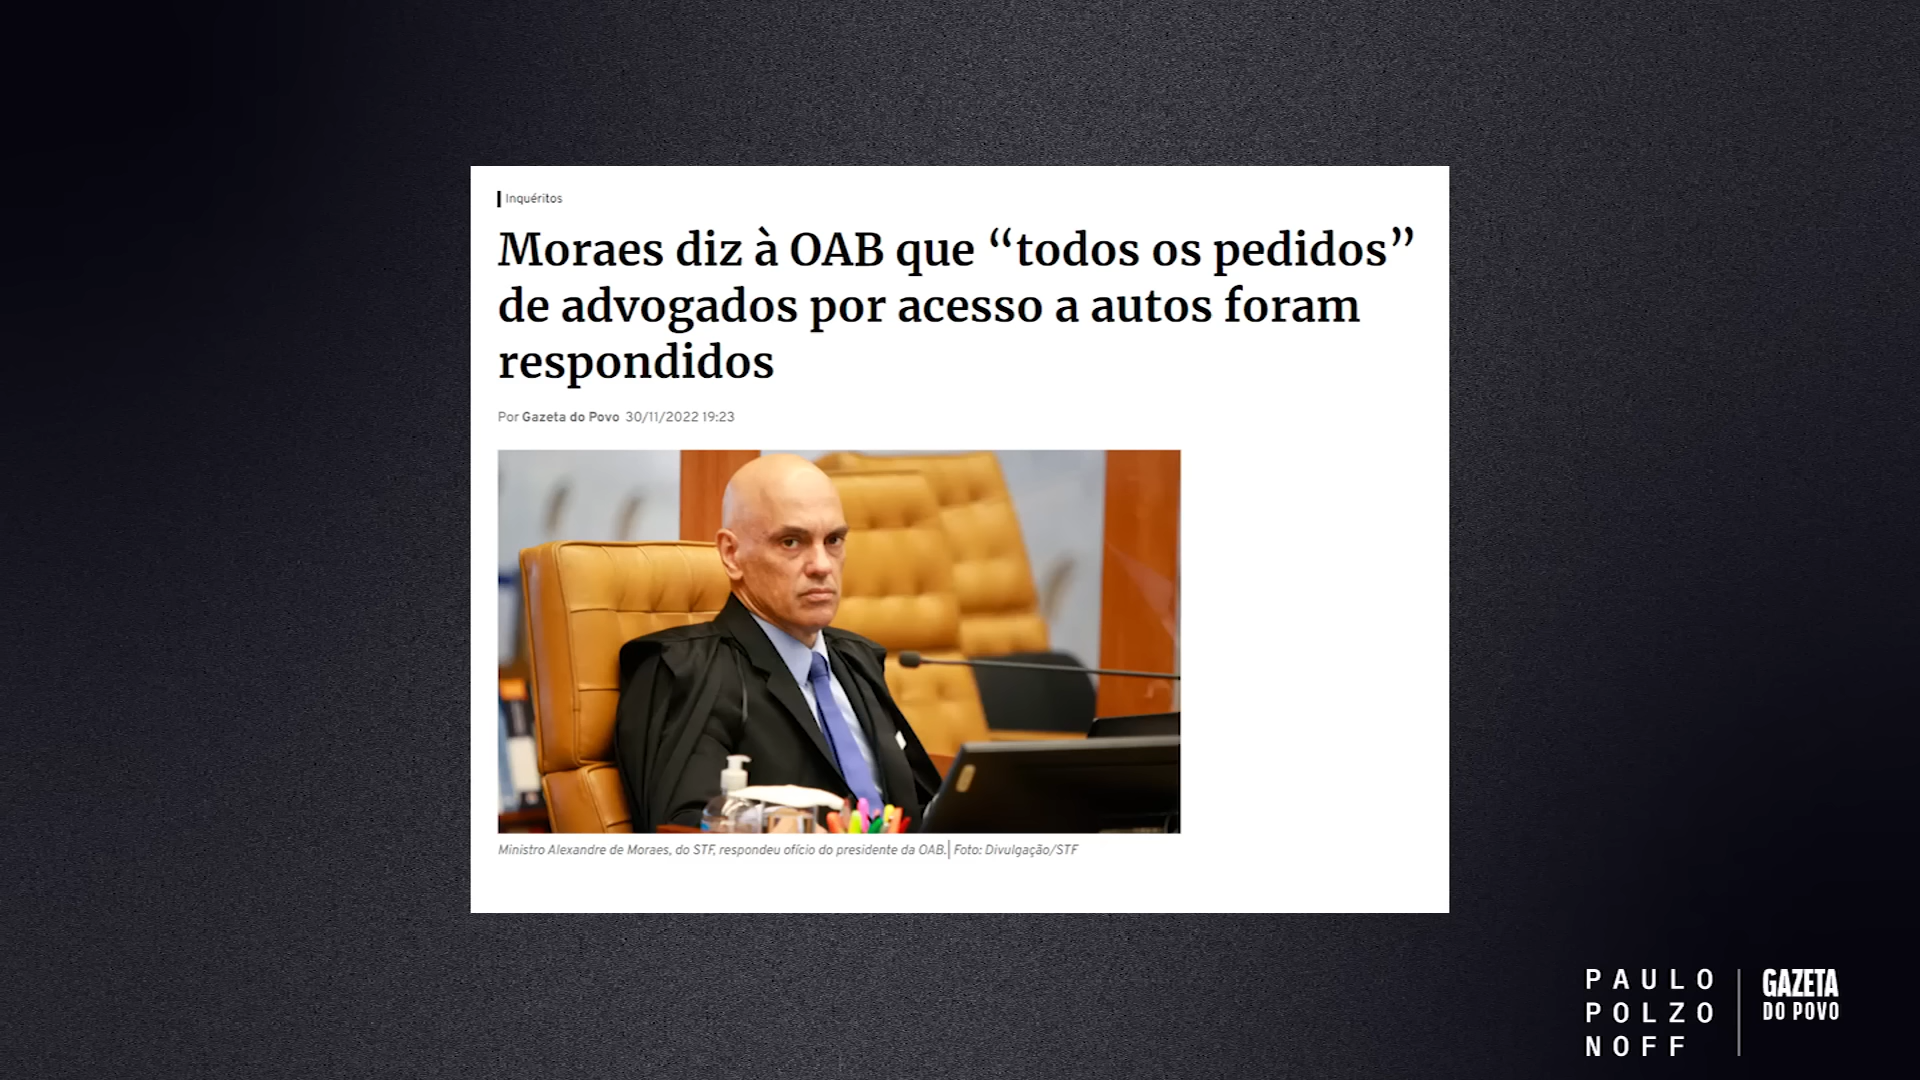 Inquéritos
Moraes diz à OAB que “todos os pedidos”
de advogados por acesso a autos foram
respondidos
Por Gazeta do Povo 30/11/2022 19:23
Ministro Alexandre de Moraes, do STF, respondeu ofício do presidente da OAB.| Foto: Divulgação/STF
PAULO
POLZO
NOFF
GAZETA
DO POVO